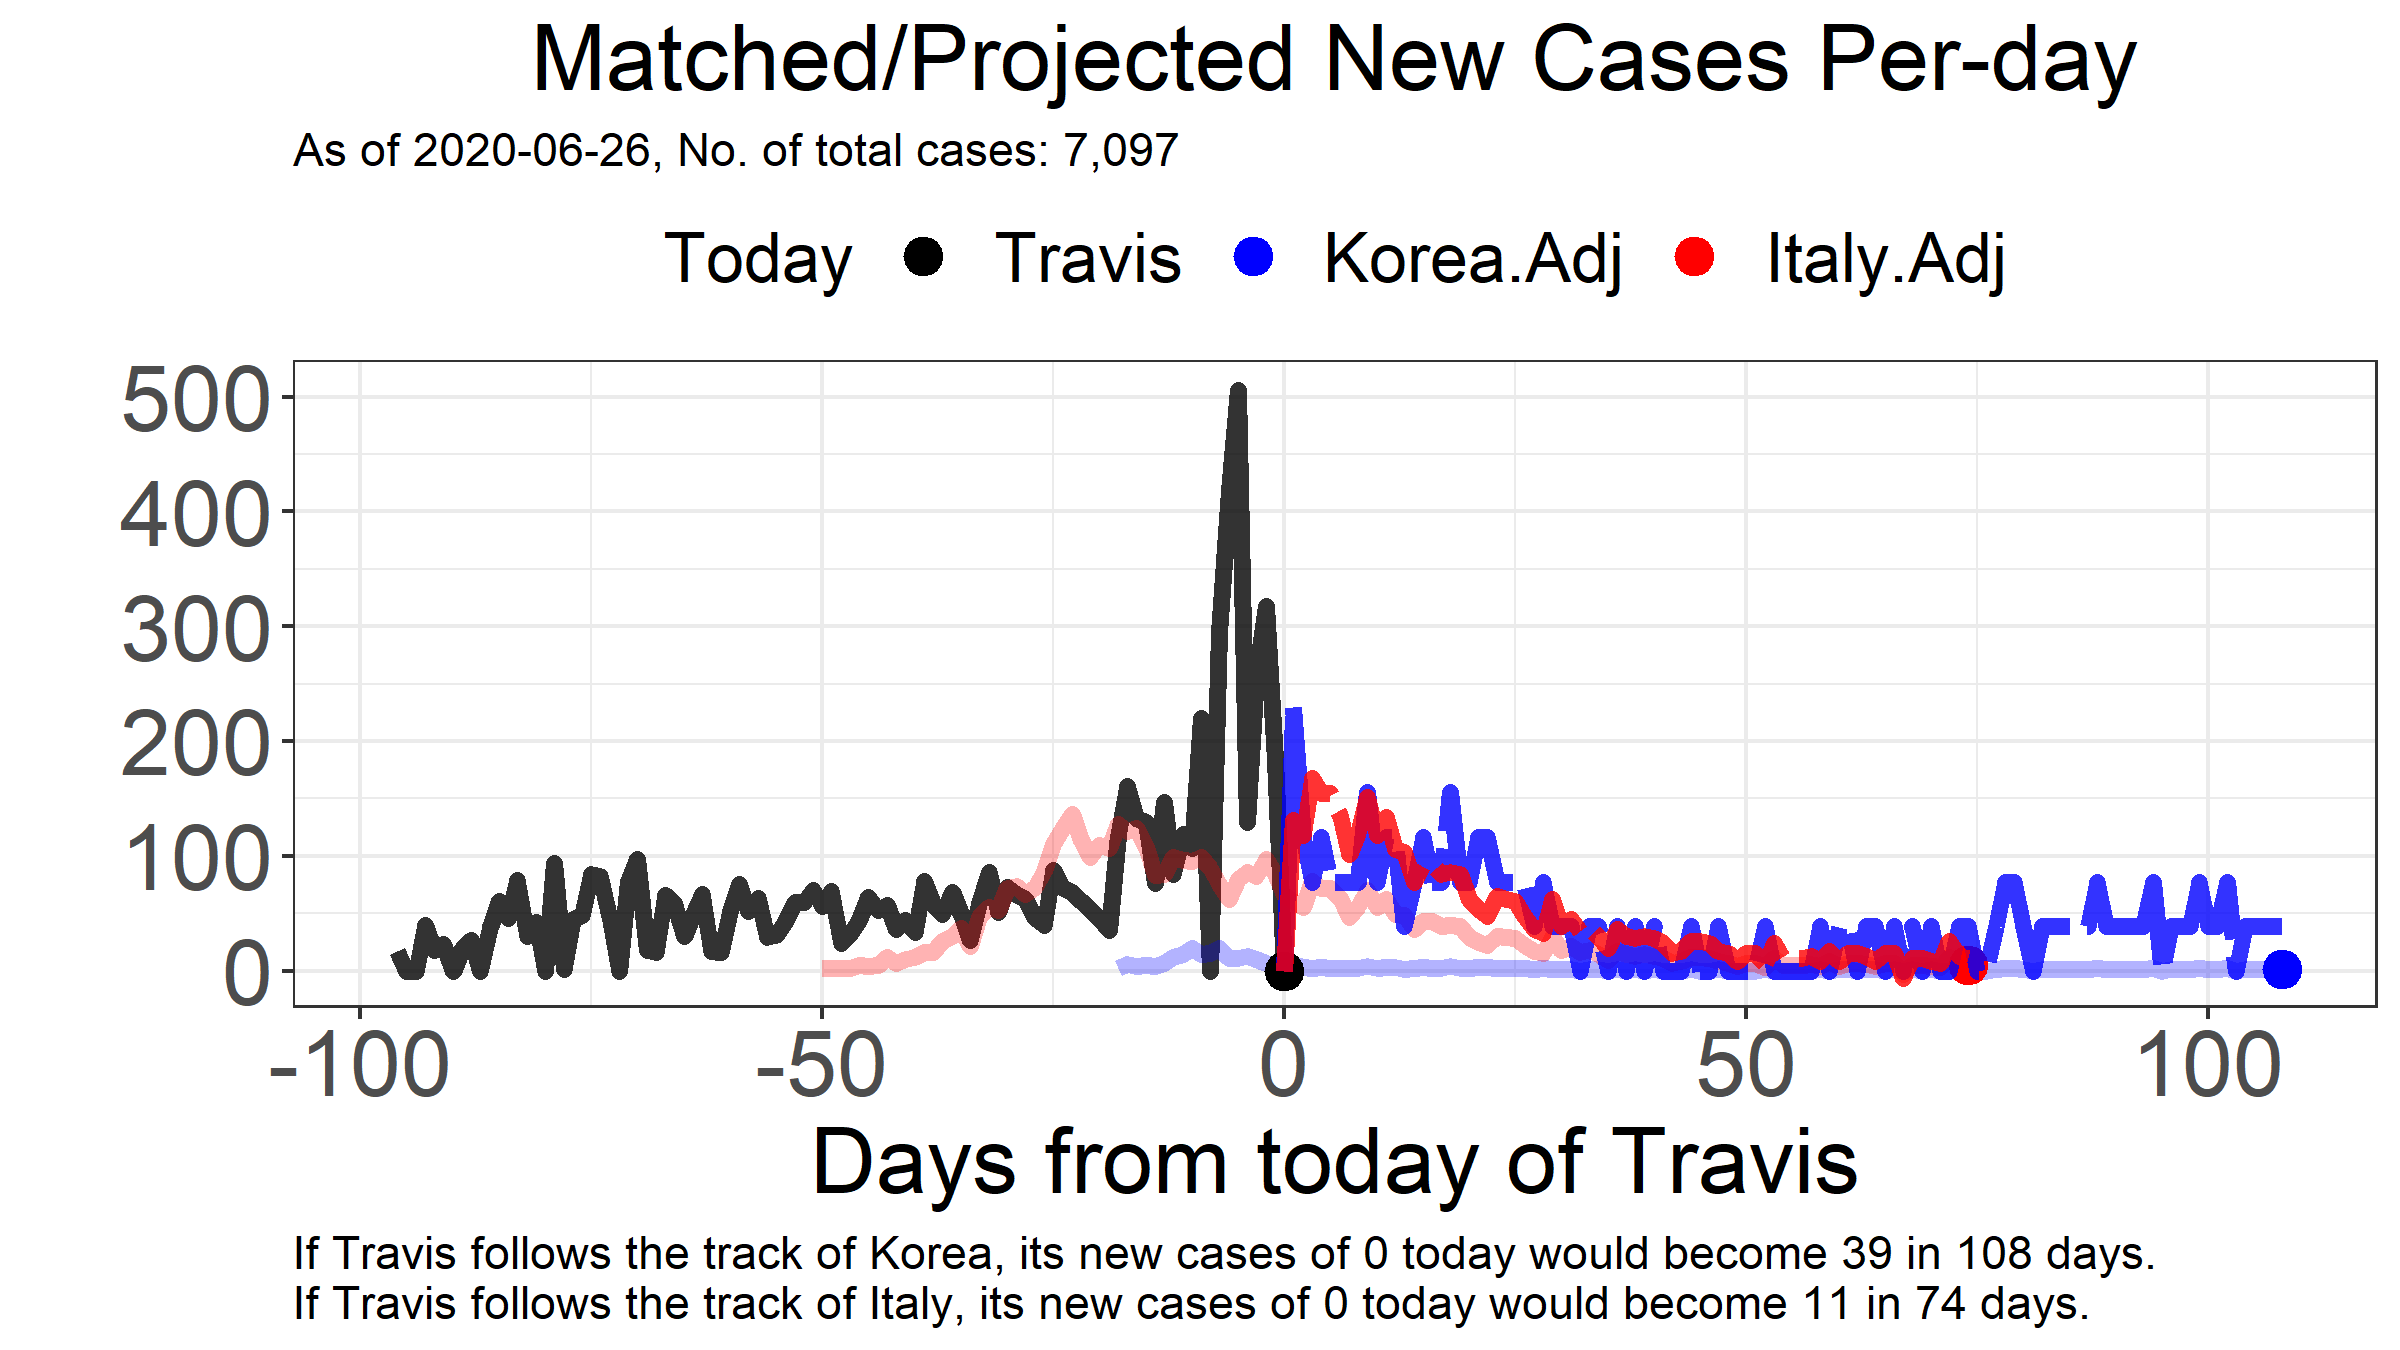 Matched/Projected New Cases Per-day
As of 2020-06-26, No. of total cases: 7,097
Today Travis Korea.Adj Italy.Adj
500
400
300
200
100
0
-100 -50 0 50 100
Days from today of Travis
If Travis follows the track of Korea, its new cases of 0 today would become 39 in 108 days.
If Travis follows the track of Italy, its new cases of 0 today would become 11 in 74 days.